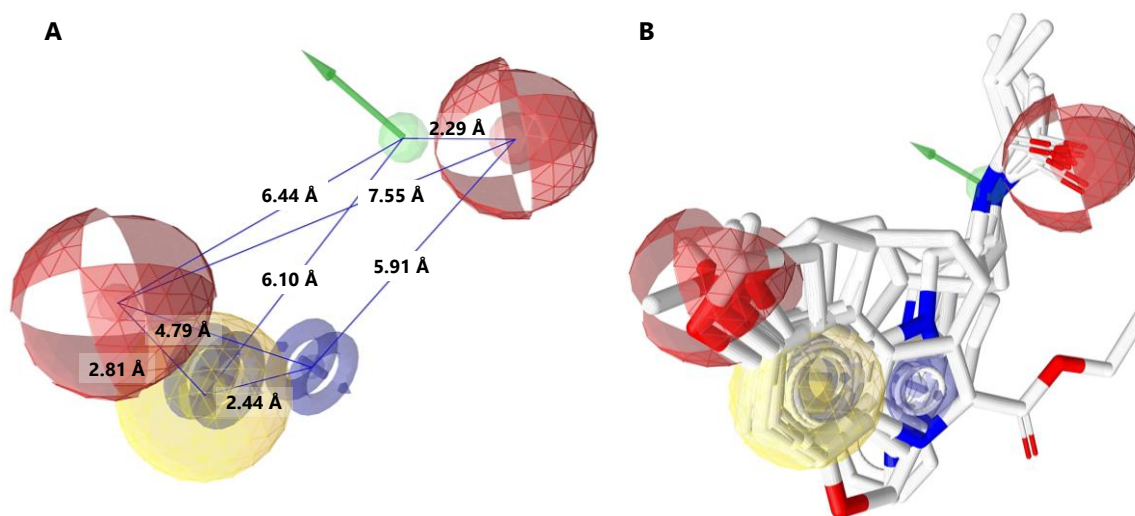 A
B
2.29 Å
6.44 Å
7.55 Å
6.10 Å
5.91 Å
4.79 Å
2.81 Å
2.44 Å